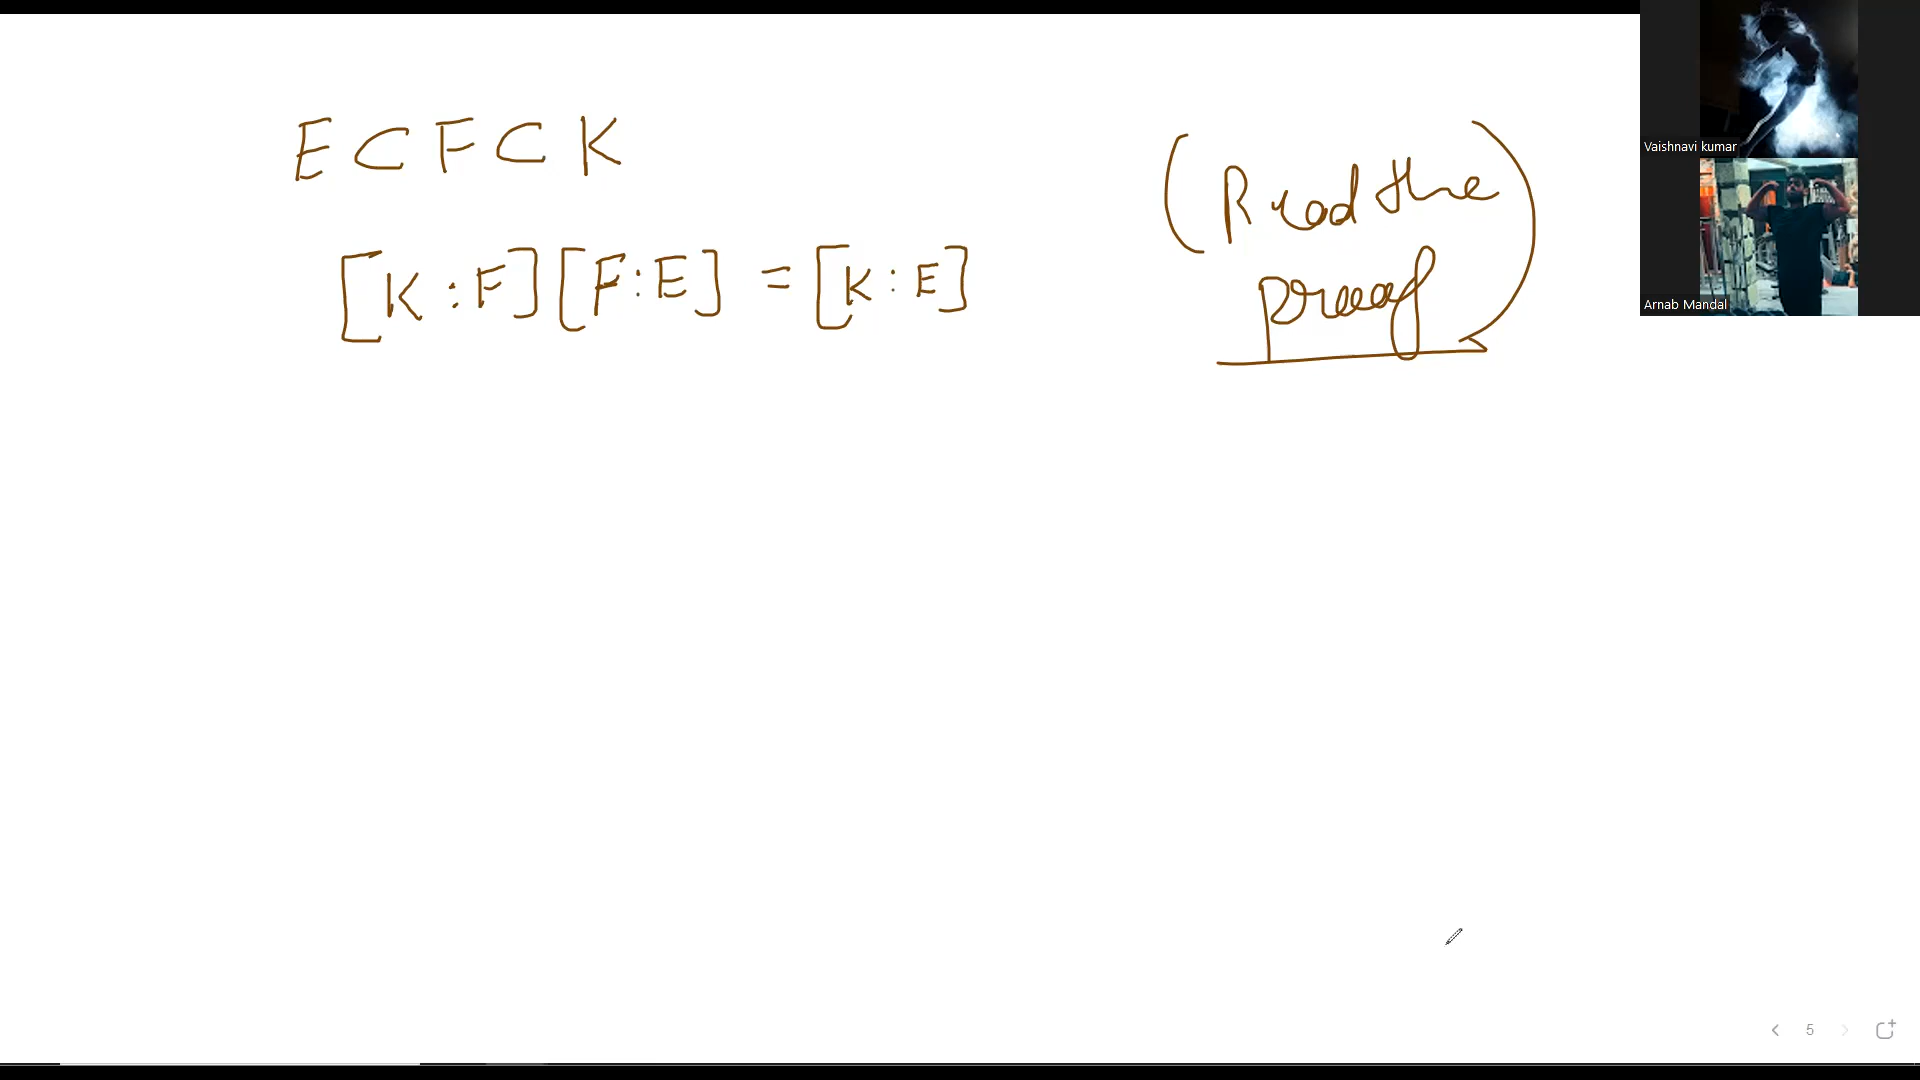 E ⊂ F ⊂ K
[K : F] [F : E] = [K : E]
(Read the
proof)
Vaishnavi kumar
Arnab Mandal
5